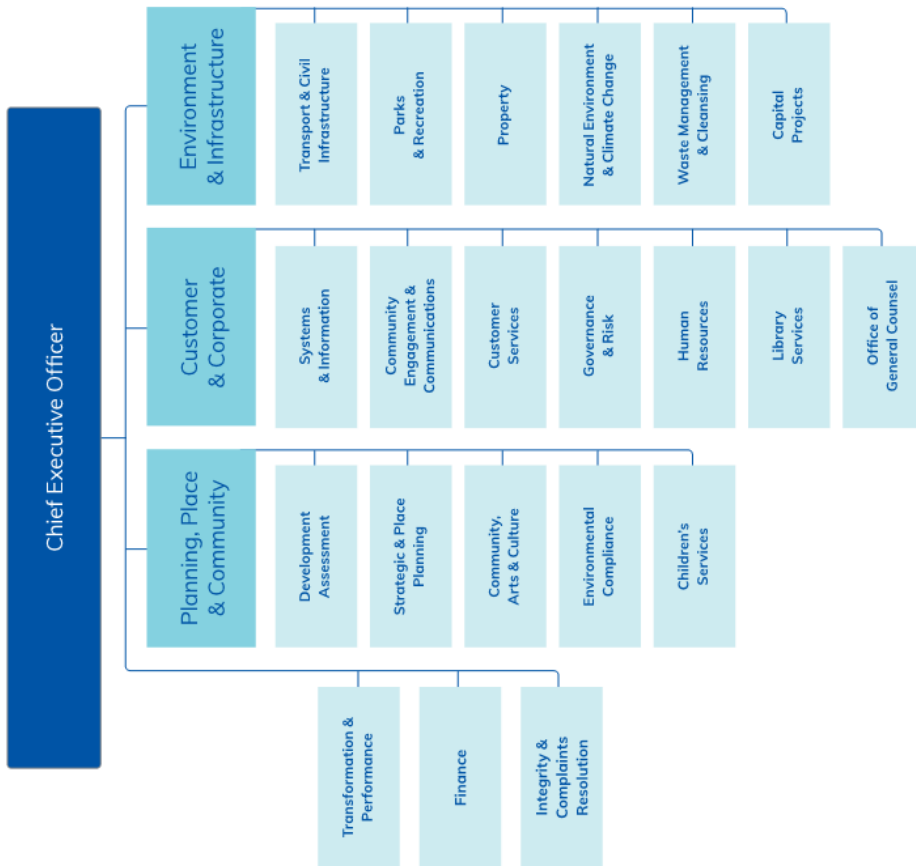 Chief Executive Officer
Transformation &
Performance
Finance
Integrity &
Complaints
Resolution
Planning, Place
& Community
Development
Assessment
Strategic & Place
Planning
Community,
Arts & Culture
Environmental
Compliance
Children's
Services
Customer
& Corporate
Systems
& Information
Community
Engagement &
Communications
Customer
Services
Governance
& Risk
Human
Resources
Library
Services
Office of
General Counsel
Environment
& Infrastructure
Transport & Civil
Infrastructure
Parks
& Recreation
Property
Natural Environment
& Climate Change
Waste Management
& Cleansing
Capital
Projects